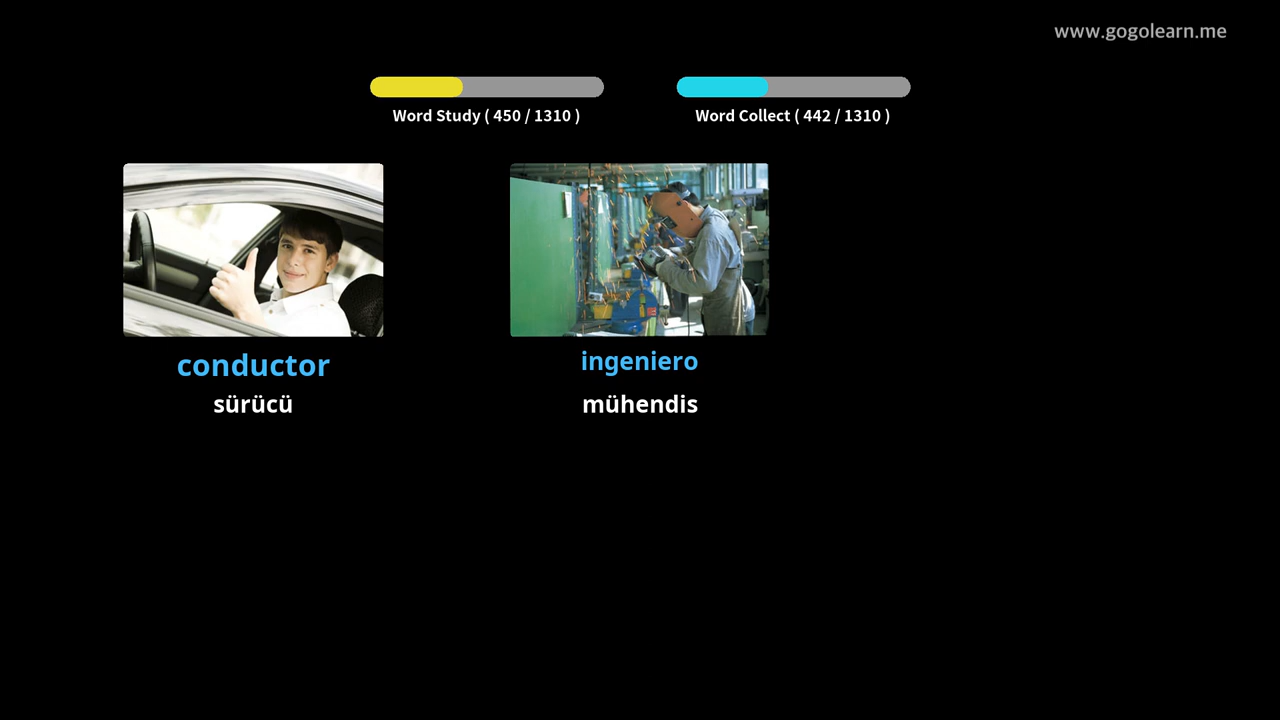 www.gogolearn.me
Word Study ( 450 / 1310 )
Word Collect ( 442 / 1310 )
conductor
sürücü
ingeniero
mühendis